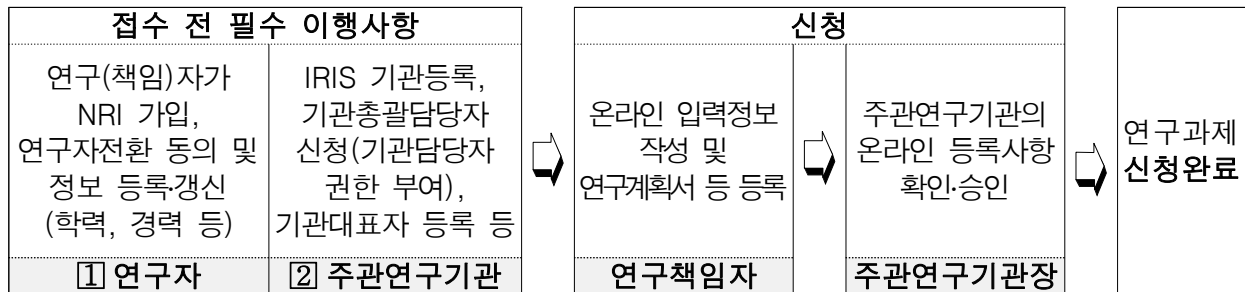 접수 전 필수 이행사항
연구(책임)자가
NRI 가입,
연구자전환 동의 및
정보 등록·갱신
(학력, 경력 등)
1 연구자
IRIS 기관등록,
기관총괄담당자
신청(기관담당자
권한 부여),
기관대표자 등록 등
2 주관연구기관
신청
온라인 입력정보
작성 및
연구계획서 등 등록
연구책임자
주관연구기관의
온라인 등록사항
확인·승인
주관연구기관장
연구과제
신청완료